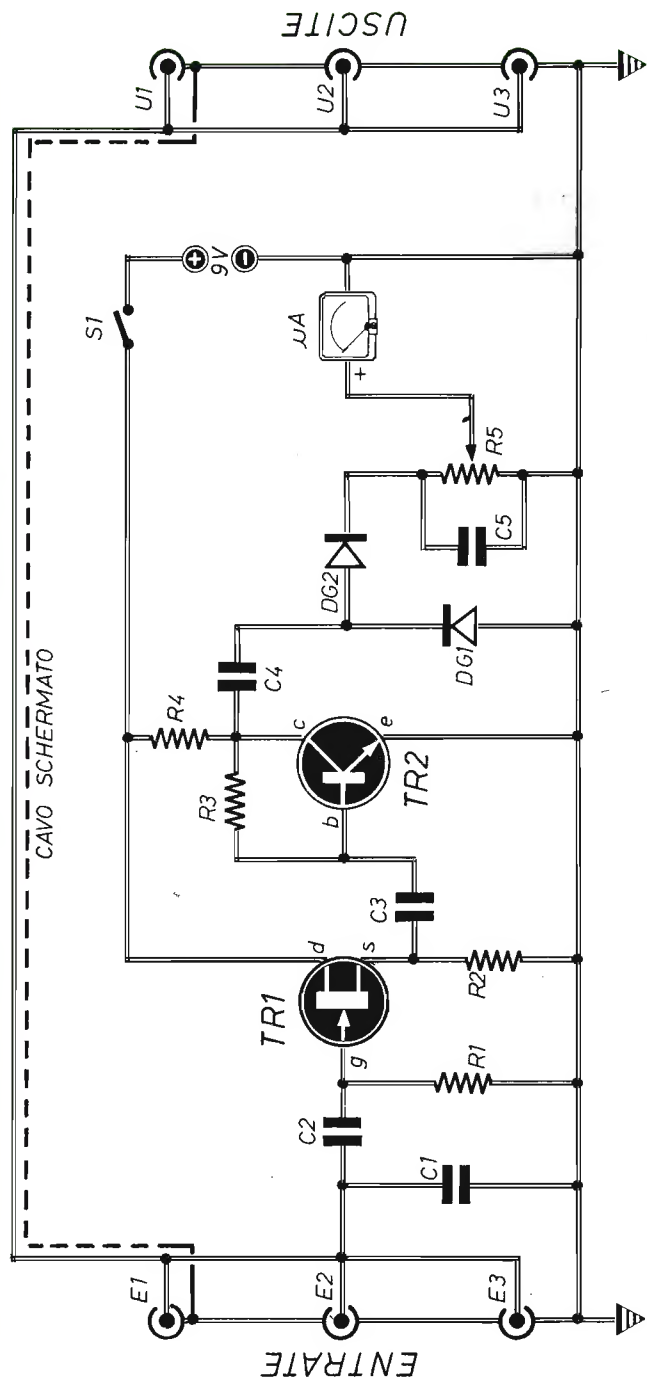 CAVO SCHERMATO
ENTRATE
E1
E2
E3
C1
C2
R1
g
TR1
d
s
R2
C3
b
TR2
c
e
R3
R4
C4
DG1
DG2
C5
R5
+
µA
S1
+
9V
-
U1
U2
U3
USCITE